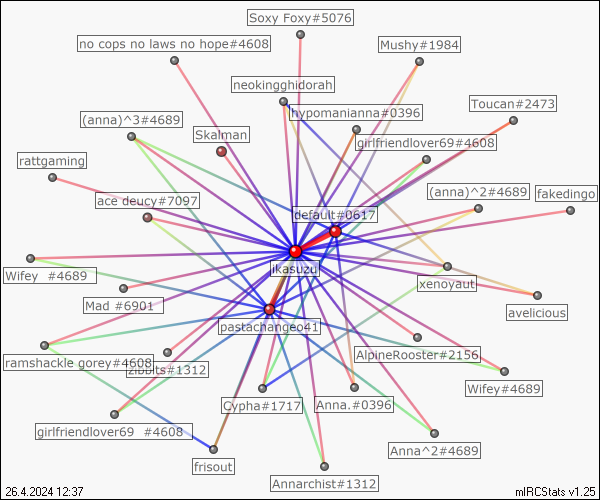 Soxy Foxy#5076
no cops no laws no hope#4608
Mushy#1984
neokingghidorah
Toucan#2473
hypomanianna#0396
(anna)^3#4689
Skalman
girlfriendlover69#4608
rattgaming
(anna)^2#4689
fakedingo
ace deucy#7097
default#0617
ikasuzu
Wifey  #4689
xenoyaut
Mad #6901
avelicious
pastachangeo41
AlpineRooster#2156
ramshackle gorey#4608
zibbits#1312
Wifey#4689
Cypha#1717
Anna.#0396
girlfriendlover69  #4608
Anna^2#4689
frisout
Annarchist#1312
26.4.2024 12:37
mIRCStats v1.25